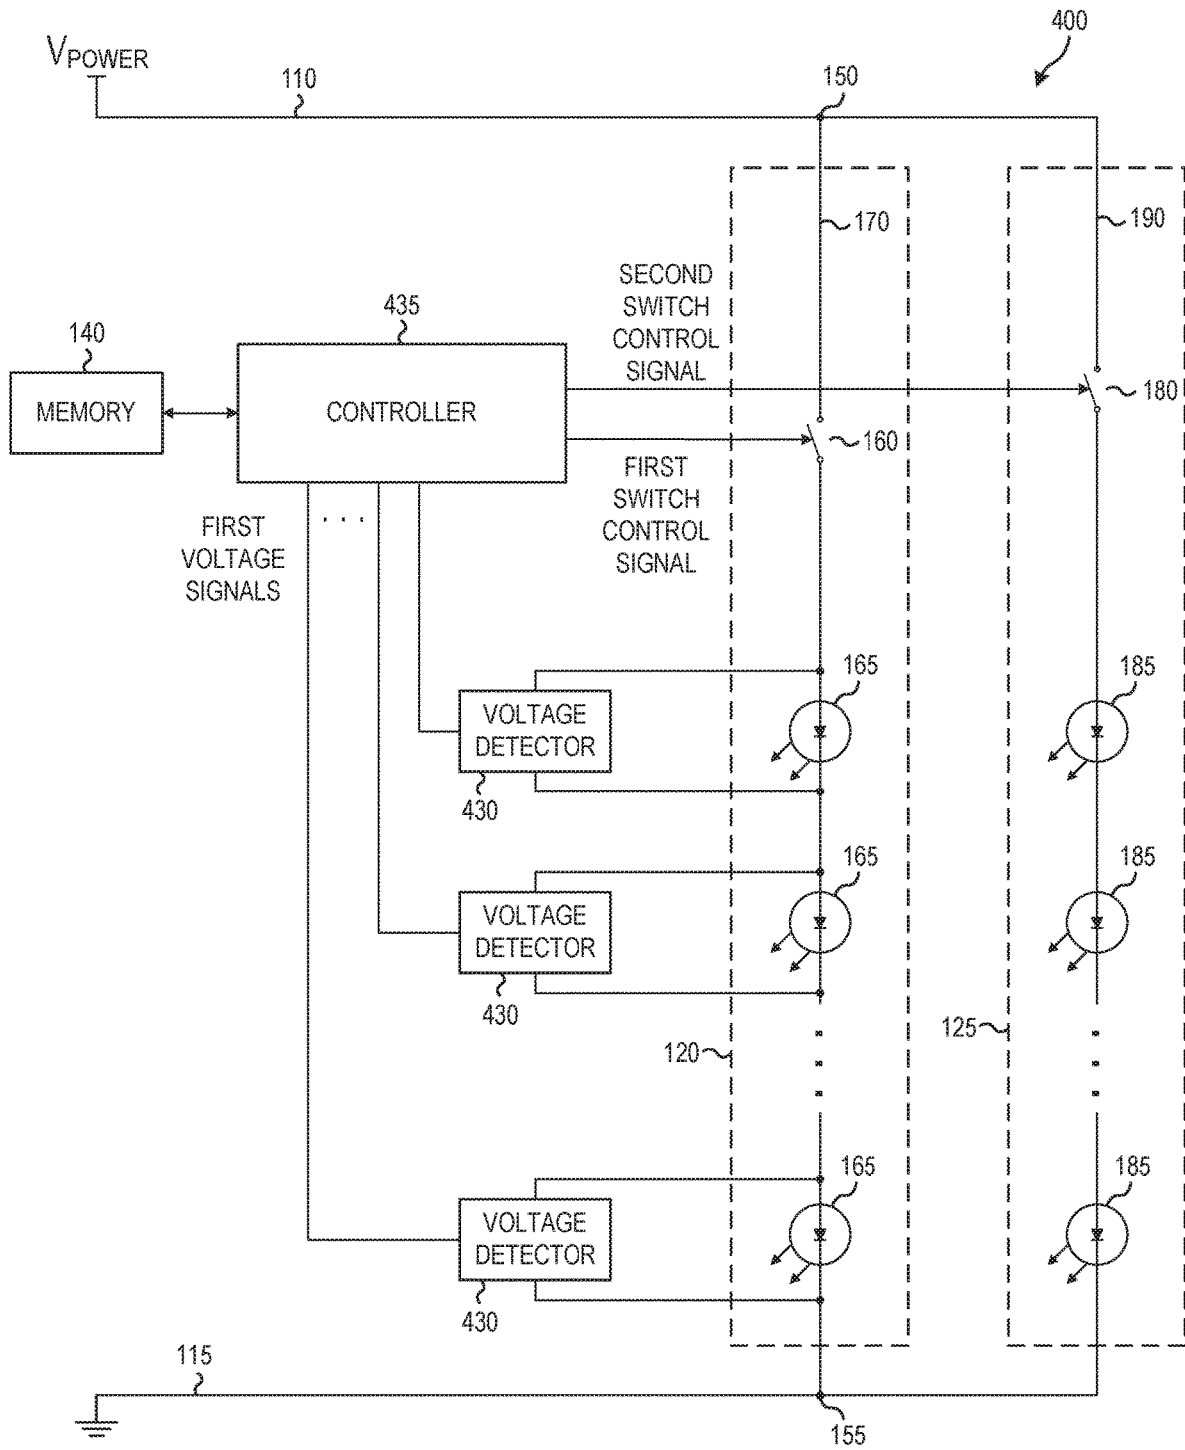 400
VPOWER
110
150
170
190
SECOND
SWITCH
CONTROL
SIGNAL
435
140
MEMORY
CONTROLLER
180
160
FIRST
SWITCH
CONTROL
SIGNAL
FIRST
VOLTAGE
SIGNALS
. . .
165
185
VOLTAGE
DETECTOR
430
165
185
VOLTAGE
DETECTOR
430
120
125
165
185
VOLTAGE
DETECTOR
430
115
155